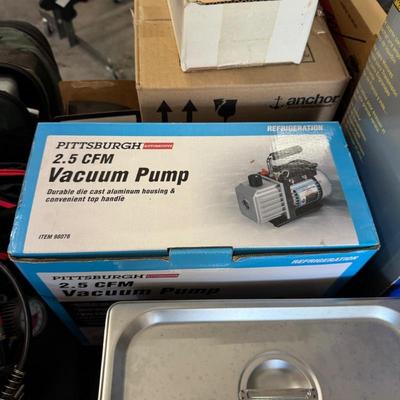 anchor
REFRIGERATION
PITTSBURGH AUTOMOTIVE
2.5 CFM
Vacuum Pump
Durable die cast aluminum housing &
convenient top handle
ITEM 98076
PITTSBURGH AUTOMOTIVE
REFRIGERATION
2.5 CFM
Vacuum Pump